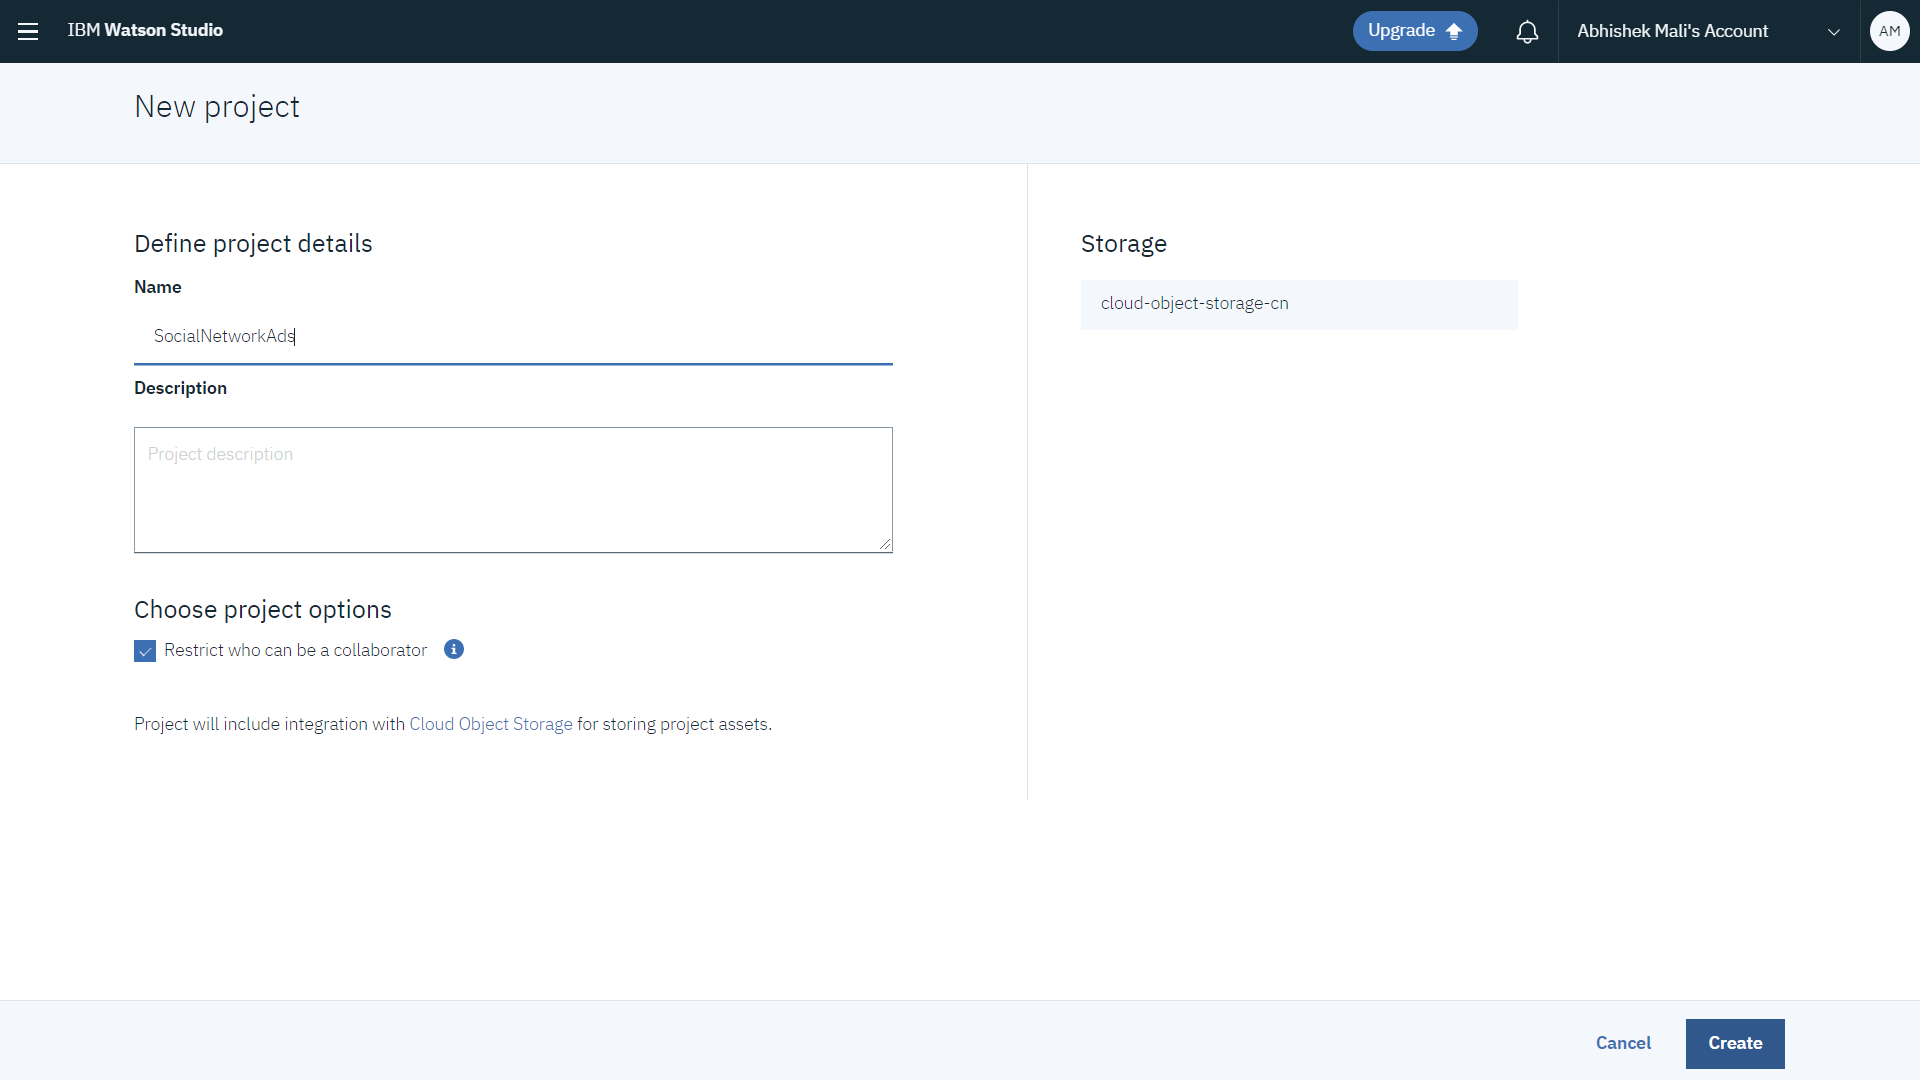 IBM Watson Studio
Upgrade
Abhishek Mali's Account
AM
New project
Define project details
Name
SocialNetworkAds
Description
Project description
Choose project options
Restrict who can be a collaborator
Project will include integration with Cloud Object Storage for storing project assets.
Storage
cloud-object-storage-cn
Cancel
Create